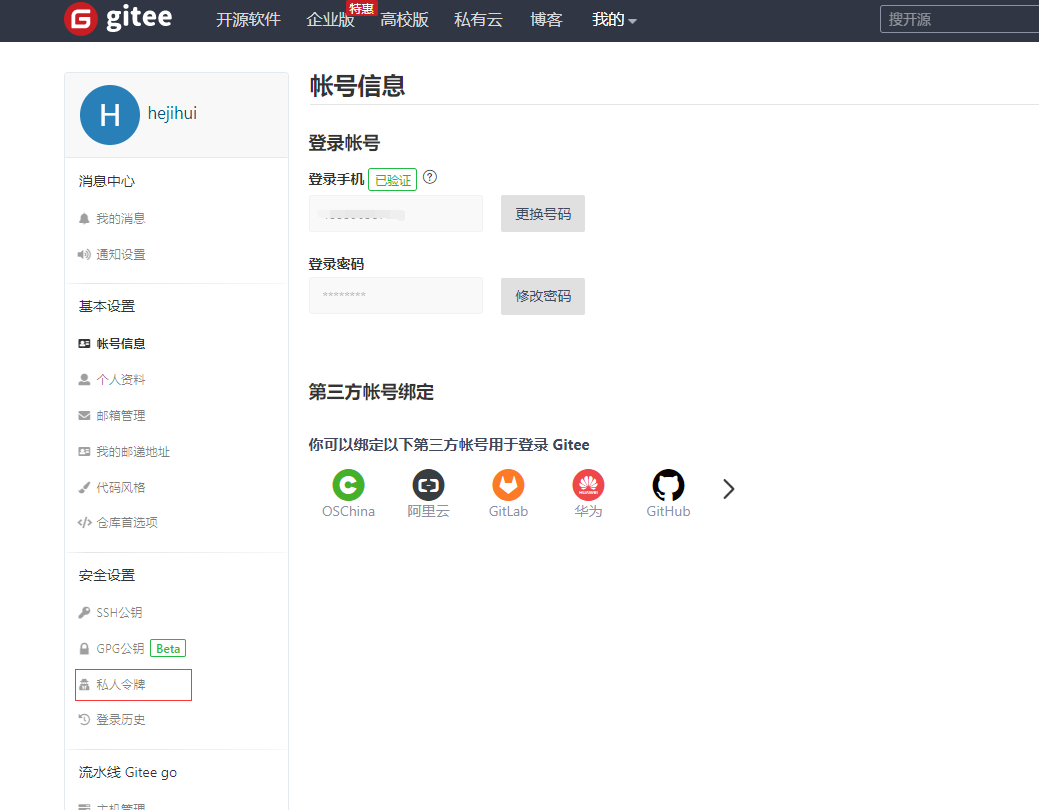 gitee 开源软件 企业版 特惠 高校版 私有云 博客 我的 搜开源
H hejihui
消息中心
我的消息
通知设置
基本设置
帐号信息
个人资料
邮箱管理
我的邮递地址
代码风格
仓库首选项
安全设置
SSH公钥
GPG公钥 Beta
私人令牌
登录历史
流水线 Gitee go
主机管理
帐号信息
登录帐号
登录手机 已验证
更换号码
登录密码
******** 修改密码
第三方帐号绑定
你可以绑定以下第三方帐号用于登录 Gitee
HUAWEI
OSChina 阿里云 GitLab 华为 GitHub